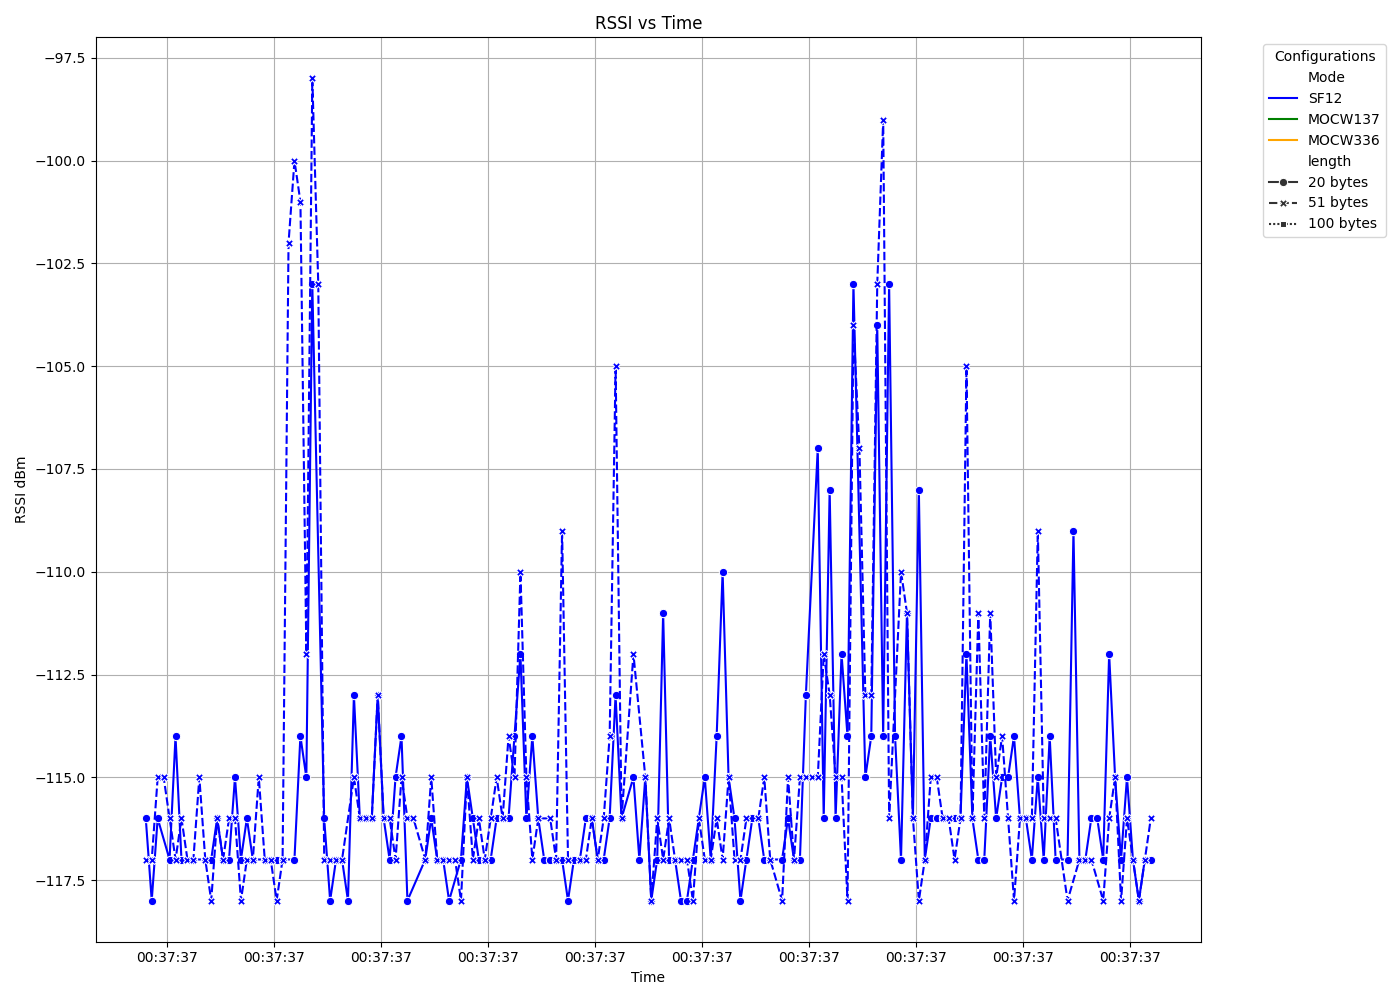 RSSI vs Time
RSSI dBm
−97.5
−100.0
−102.5
−105.0
−107.5
−110.0
−112.5
−115.0
−117.5
00:37:37 00:37:37 00:37:37 00:37:37 00:37:37 00:37:37 00:37:37 00:37:37 00:37:37 00:37:37
Time
Configurations
Mode
SF12
MOCW137
MOCW336
length
20 bytes
51 bytes
100 bytes